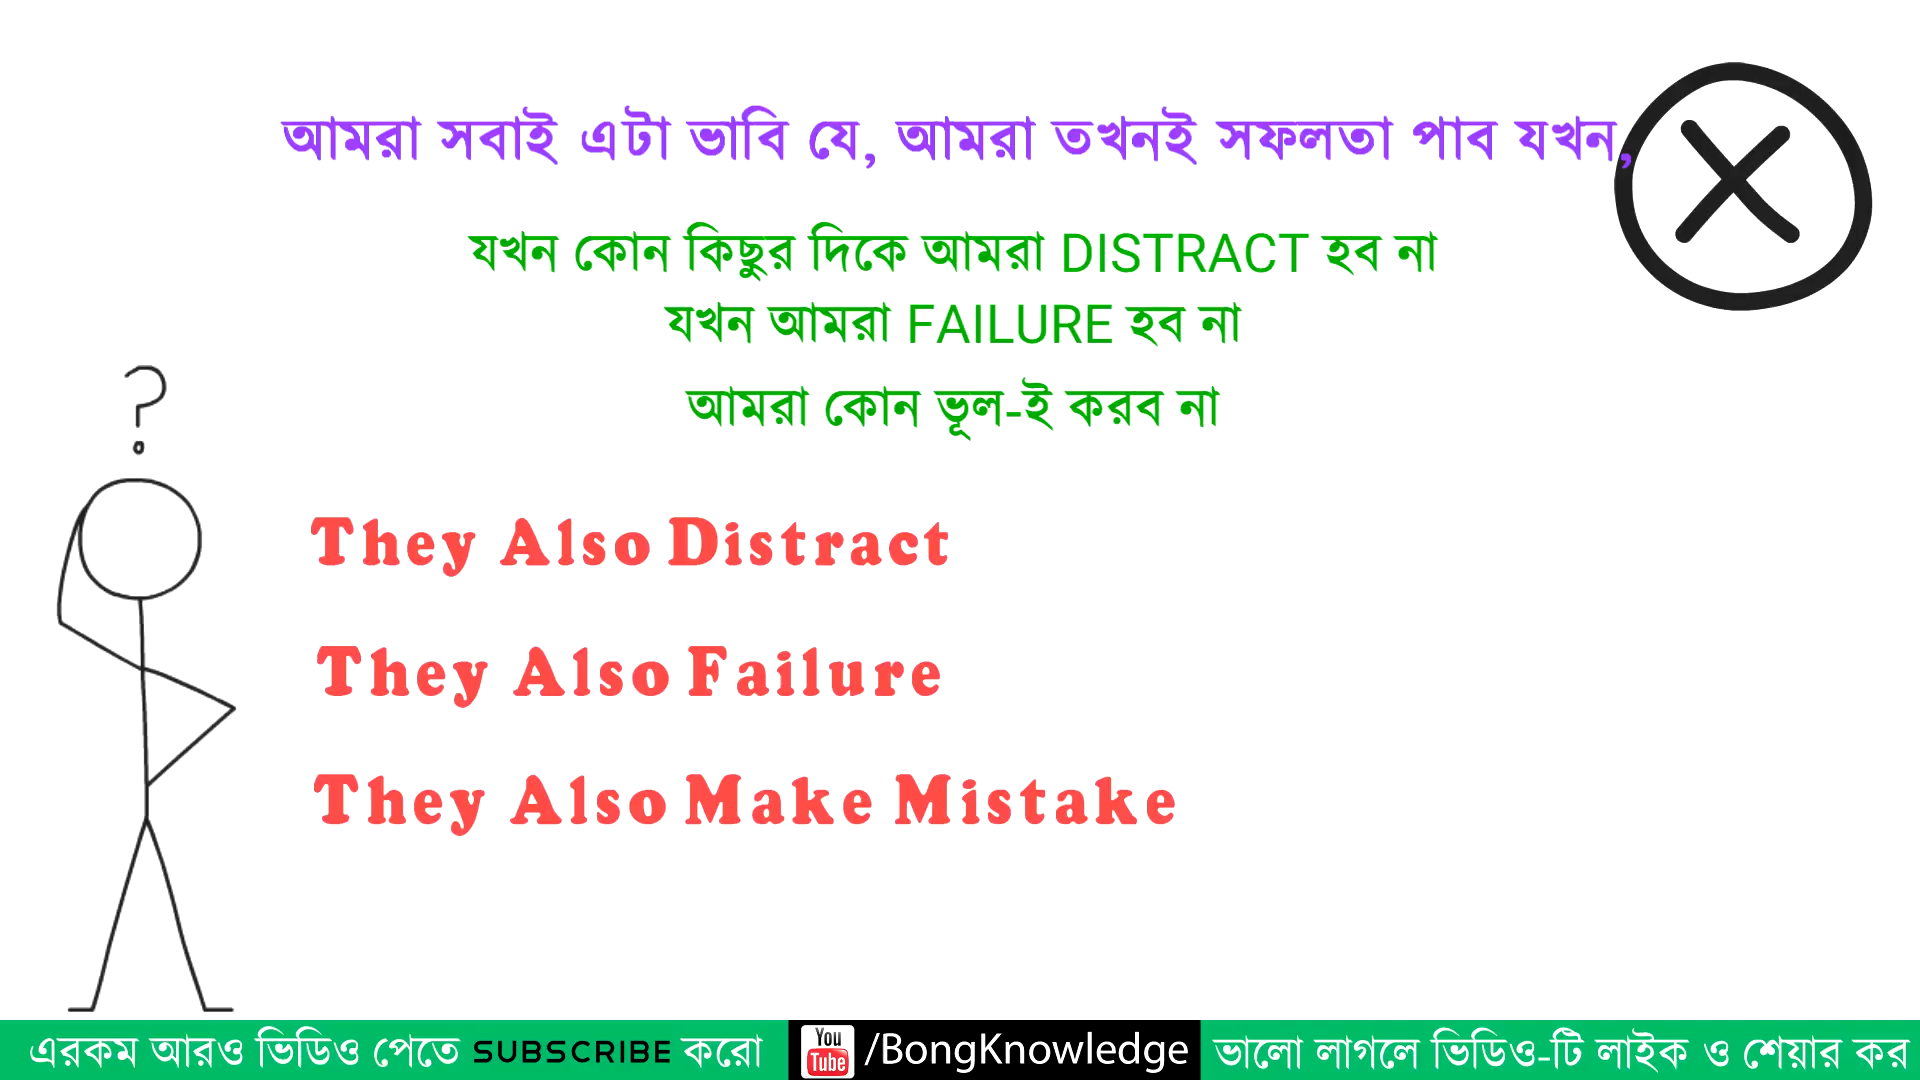 আমরা সবাই এটা ভাবি যে, আমরা তখনই সফলতা পাব যখন,
যখন কোন কিছুর দিকে আমরা DISTRACT হব না
যখন আমরা FAILURE হব না
আমরা কোন ভূল-ই করব না
?
They Also Distract
They Also Failure
They Also Make Mistake
এরকম আরও ভিডিও পেতে SUBSCRIBE করো You Tube /BongKnowledge ভালো লাগলে ভিডিও-টি লাইক ও শেয়ার কর